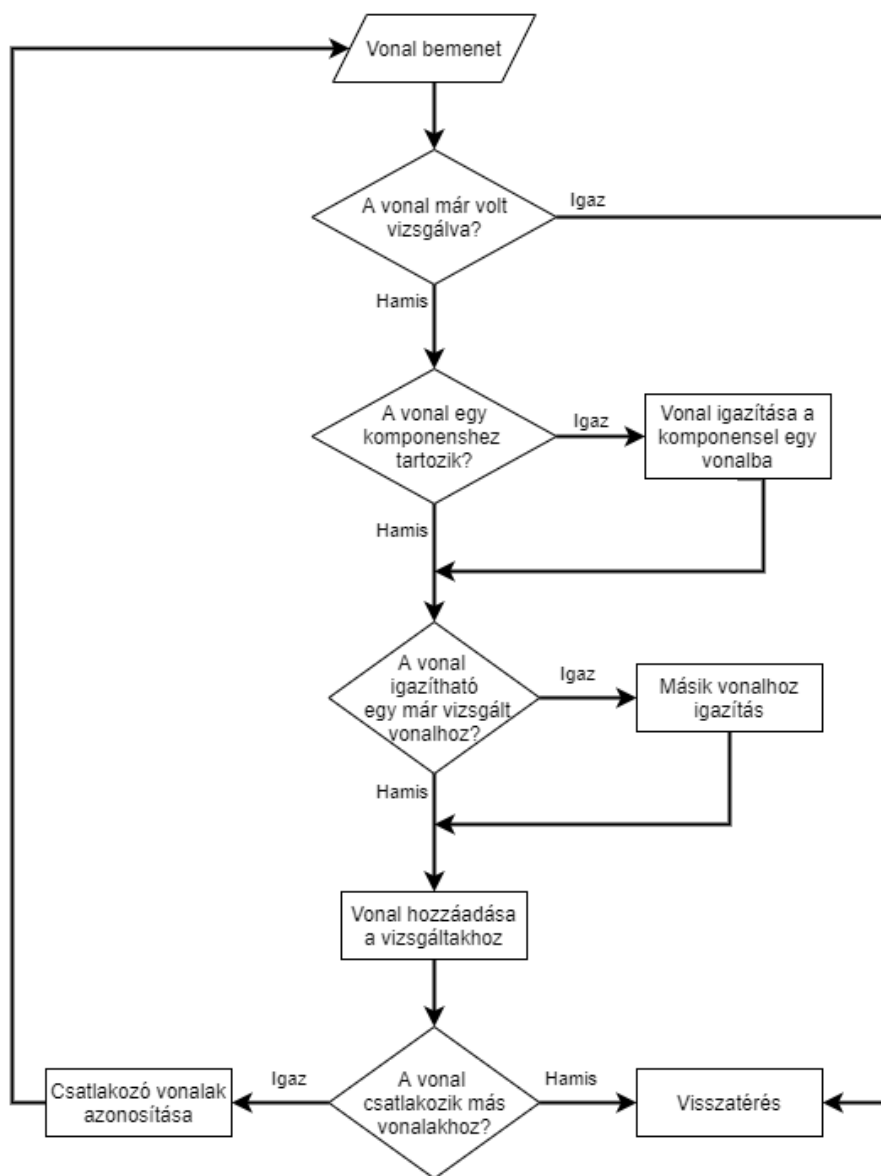 Vonal bemenet
A vonal már volt
vizsgálva?
Igaz
Hamis
A vonal egy
komponenshez
tartozik?
Igaz
Vonal igazítása a
komponensel egy
vonalba
Hamis
A vonal
igazítható
egy már vizsgált
vonalhoz?
Igaz
Másik vonalhoz
igazítás
Hamis
Vonal hozzáadása
a vizsgáltakhoz
Csatlakozó vonalak
azonosítása
Igaz
A vonal
csatlakozik más
vonalakhoz?
Hamis
Visszatérés